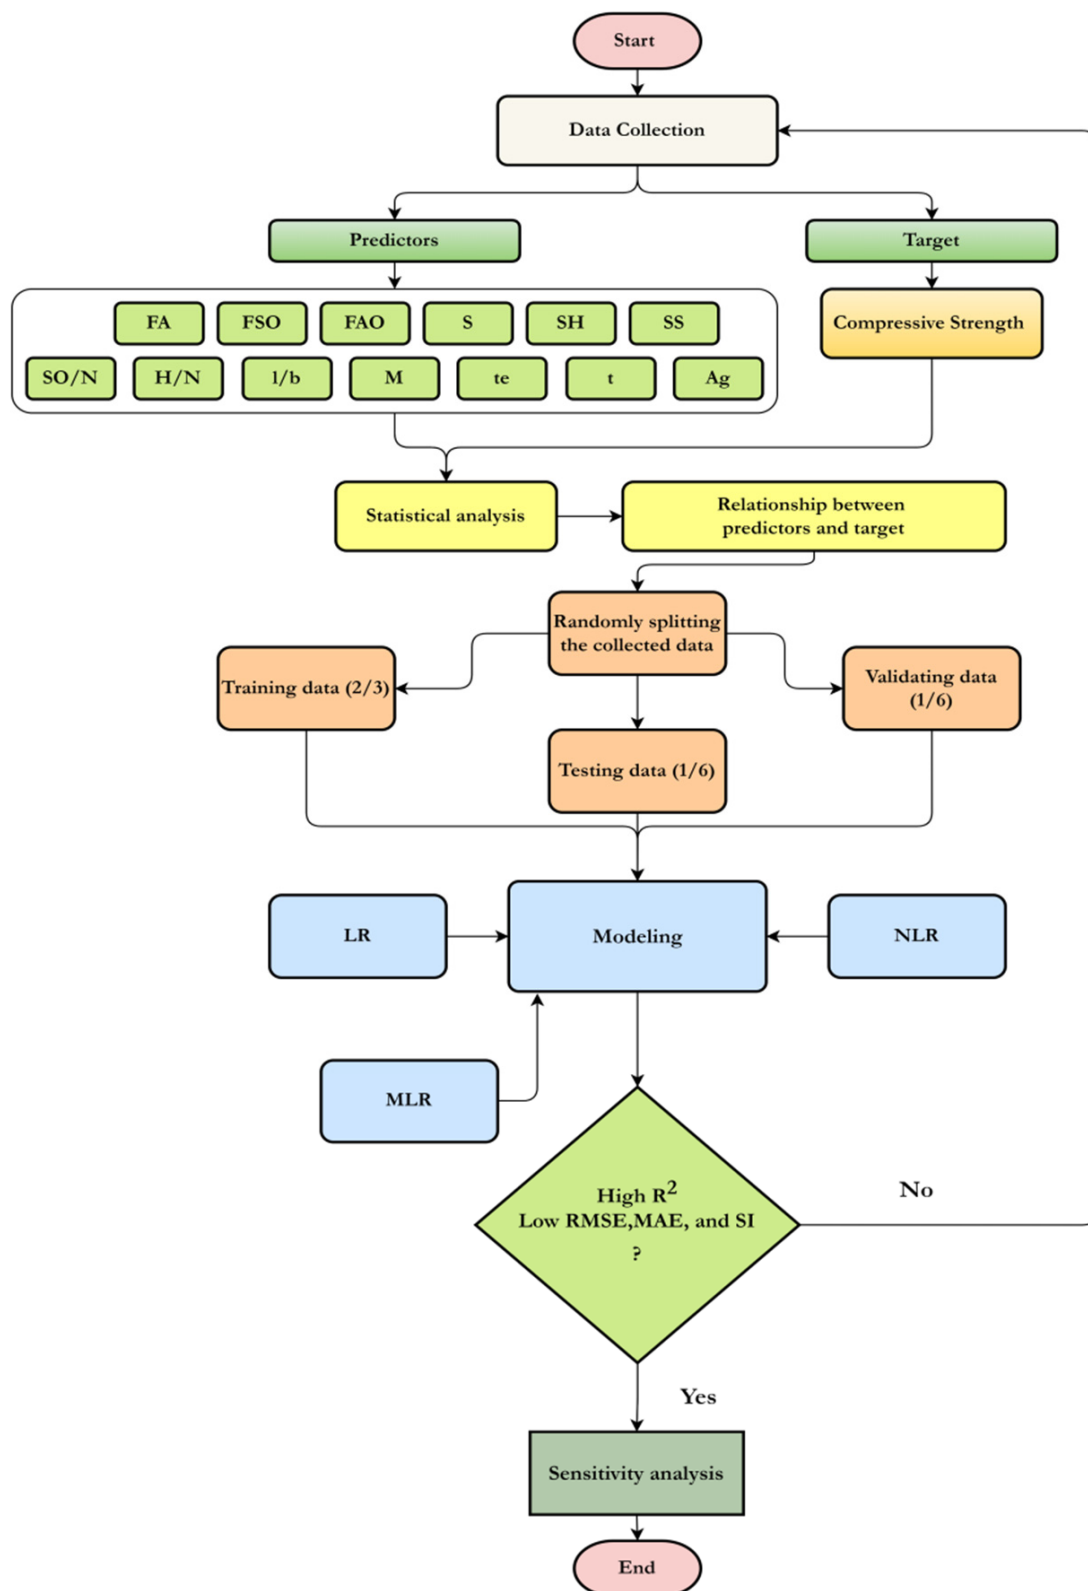 Start
Data Collection
Predictors
Target
FA
FSO
FAO
S
SH
SS
Compressive Strength
SO/N
H/N
l/b
M
te
t
Ag
Statistical analysis
Relationship between
predictors and target
Randomly splitting
the collected data
Training data (2/3)
Validating data
(1/6)
Testing data (1/6)
LR
Modeling
NLR
MLR
High R²
Low RMSE,MAE, and SI
?
No
Yes
Sensitivity analysis
End